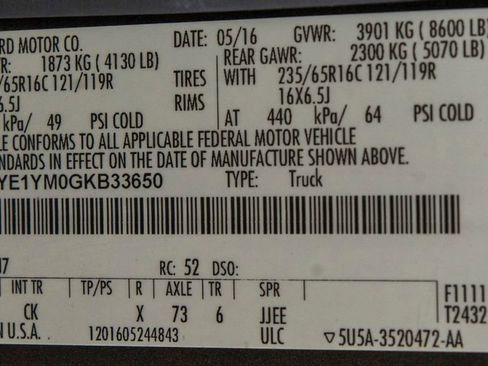 RD MOTOR CO. DATE: 05/16 GVWR: 3901 KG ( 8600 LB)
R: 1873 KG ( 4130 LB) REAR GAWR: 2300 KG ( 5070 LB)
/65R16C 121/119R TIRES WITH 235/65R16C 121/119R
X6.5J RIMS 16X6.5J
kPa/ 49 PSI COLD AT 440 kPa/ 64 PSI COLD
LE CONFORMS TO ALL APPLICABLE FEDERAL MOTOR VEHICLE
ANDARDS IN EFFECT ON THE DATE OF MANUFACTURE SHOWN ABOVE.
YE1YM0GKB33650 TYPE: Truck
RC: 52 DSO:
INT TR TP/PS R AXLE TR SPR F1111
CK X 73 6 JJEE T2432
N U.S.A. 1201605244843 ULC ▽5U5A-3520472-AA